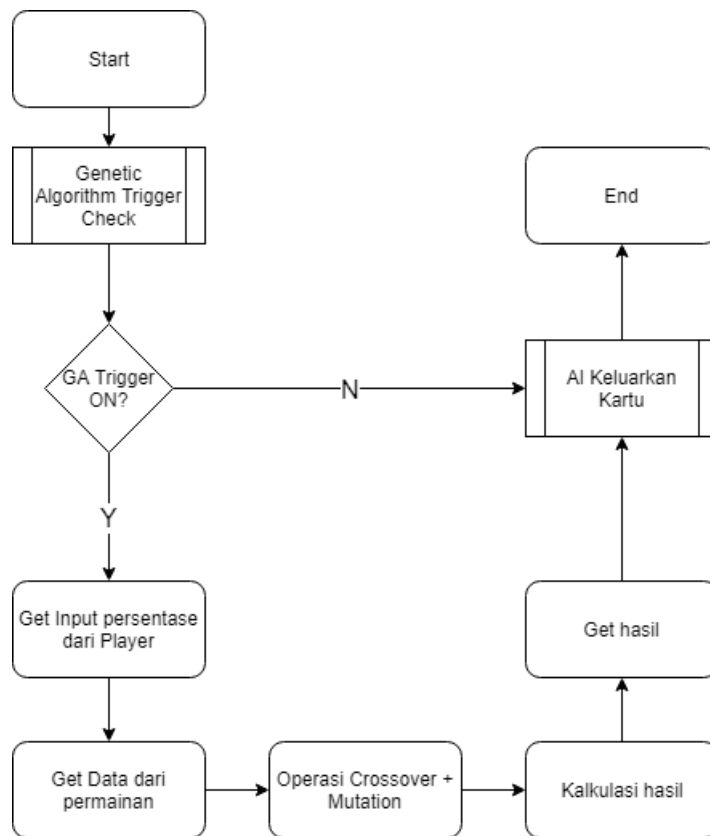 Start
Genetic
Algorithm Trigger
Check
End
GA Trigger
ON?
N
AI Keluarkan
Kartu
Y
Get Input persentase
dari Player
Get hasil
Get Data dari
permainan
Operasi Crossover +
Mutation
Kalkulasi hasil